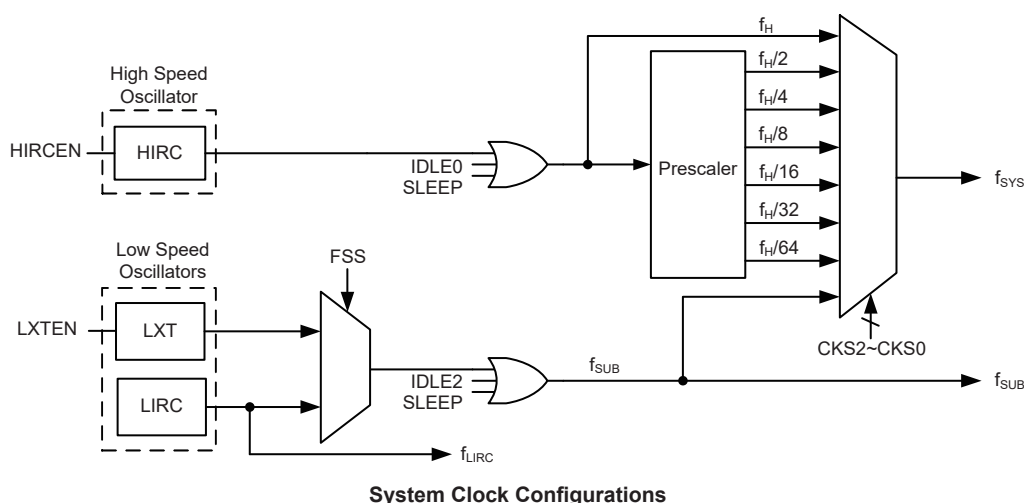 High Speed
Oscillator
HIRCEN
HIRC
IDLE0
SLEEP
Prescaler
fH
fH/2
fH/4
fH/8
fH/16
fH/32
fH/64
fSYS
CKS2~CKS0
Low Speed
Oscillators
FSS
LXTEN
LXT
LIRC
IDLE2
SLEEP
fSUB
fSUB
fLIRC
System Clock Configurations